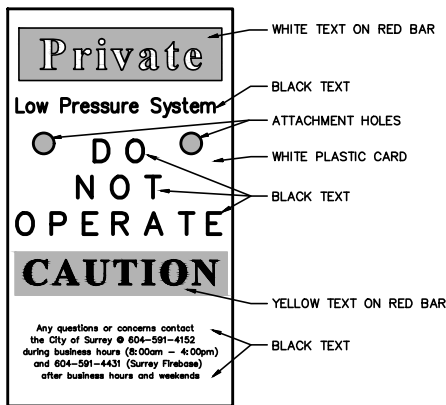 Private
WHITE TEXT ON RED BAR
Low Pressure System
BLACK TEXT
ATTACHMENT HOLES
DO
WHITE PLASTIC CARD
NOT
BLACK TEXT
OPERATE
CAUTION
YELLOW TEXT ON RED BAR
Any questions or concerns contact
the City of Surrey @ 604-591-4152
during business hours (8:00am - 4:00pm)
and 604-591-4431 (Surrey Firebase)
after business hours and weekends
BLACK TEXT